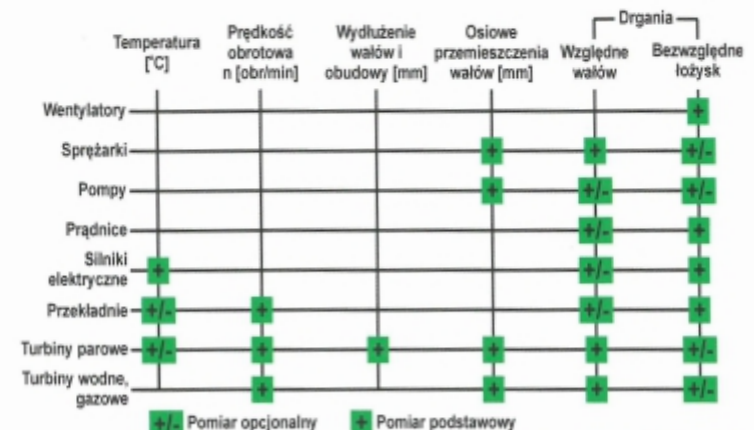 Drgania
Temperatura
[°C]
Prędkość
obrotowa
n [obr/min]
Wydłużenie
wałów i
obudowy [mm]
Osiowe
przemieszczenia
wałów [mm]
Względne
wałów
Bezwzględne
łożysk
Wentylatory +
Sprężarki + + +/-
Pompy + +/- +/-
Prądnice +/- +
Silniki
elektryczne + +/- +
Przekładnie +/- + +/- +
Turbiny parowe +/- + + + + +/-
Turbiny wodne,
gazowe + + + +/-
+/- Pomiar opcjonalny + Pomiar podstawowy